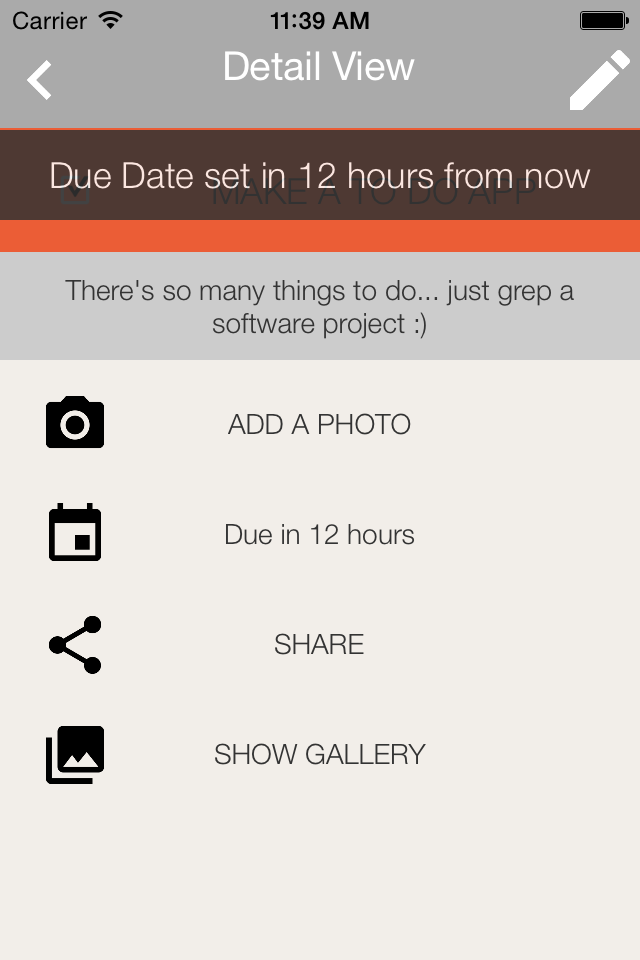 Carrier 11:39 AM
Detail View
Due Date set in 12 hours from now
MAKE A TO DO APP
There's so many things to do... just grep a
software project :)
ADD A PHOTO
Due in 12 hours
SHARE
SHOW GALLERY